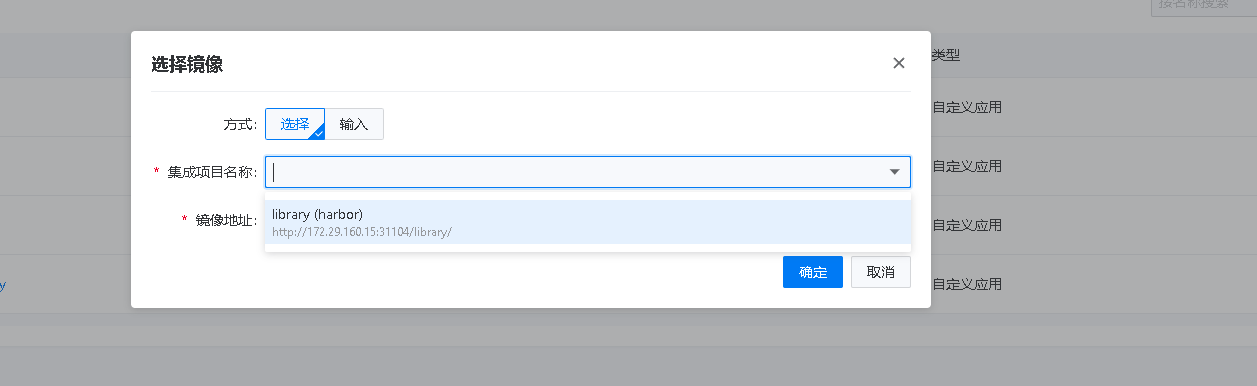 按名称搜索
类型
选择镜像
自定义应用
方式:
选择
输入
自定义应用
* 集成项目名称:
* 镜像地址:
library (harbor)
http://172.29.160.15:31104/library/
自定义应用
确定
取消
自定义应用
y